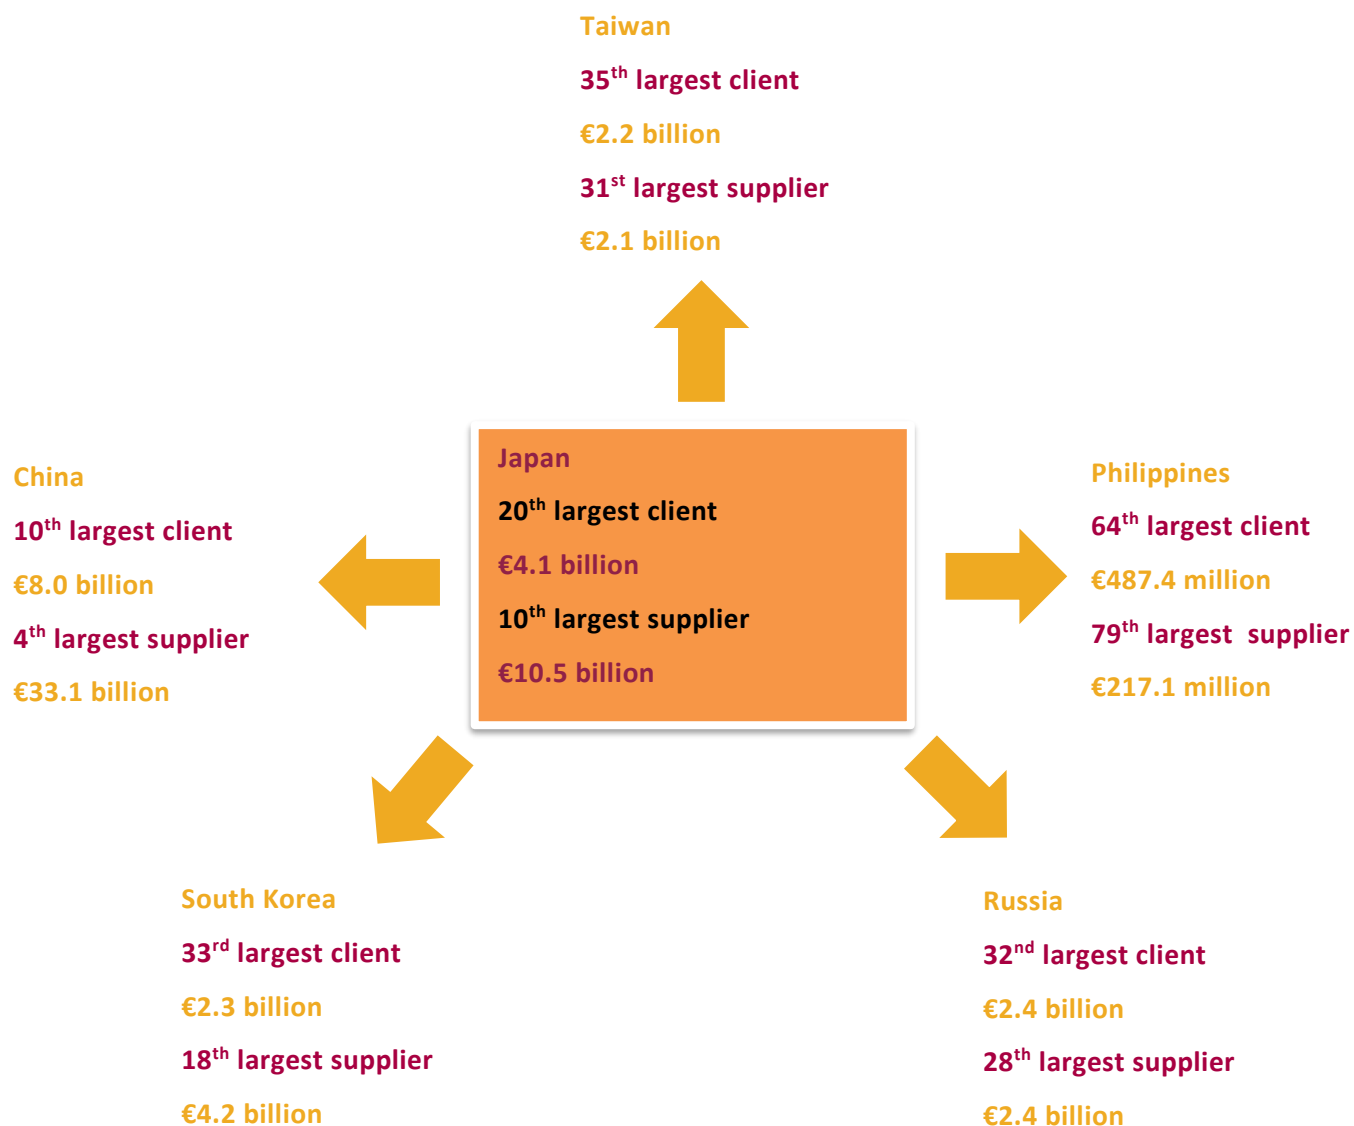 Taiwan
35th largest client
€2.2 billion
31st largest supplier
€2.1 billion
China
10th largest client
€8.0 billion
4th largest supplier
€33.1 billion
Japan
20th largest client
€4.1 billion
10th largest supplier
€10.5 billion
Philippines
64th largest client
€487.4 million
79th largest supplier
€217.1 million
South Korea
33rd largest client
€2.3 billion
18th largest supplier
€4.2 billion
Russia
32nd largest client
€2.4 billion
28th largest supplier
€2.4 billion